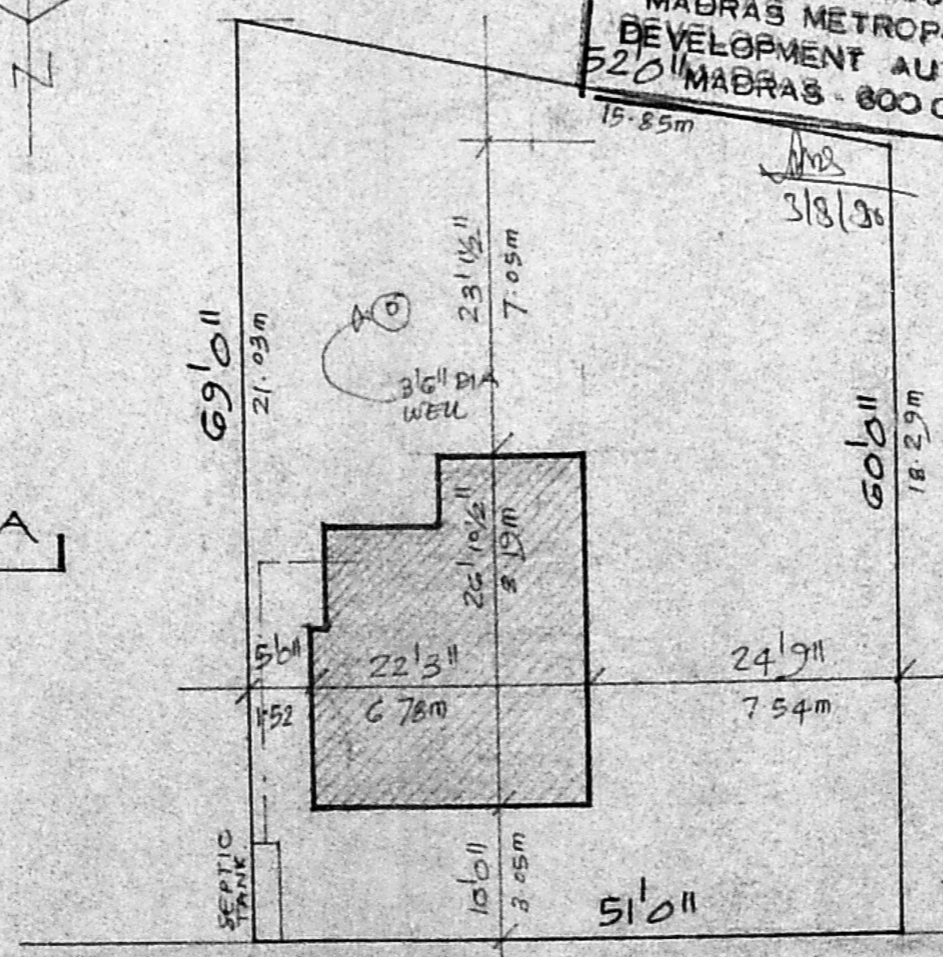 N
MADRAS METROP
DEVELOPMENT AU
MADRAS - 600 0
52'0"
15.85m
3/8/96
69'0"
21.03m
23'1½"
7.05m
3'6" DIA
WELL
60'0"
18.29m
A
26'10½"
8.19m
5'0"
1.52
22'3"
6.78m
24'9"
7.54m
SEPTIC
TANK
10'0"
3.05m
51'0"